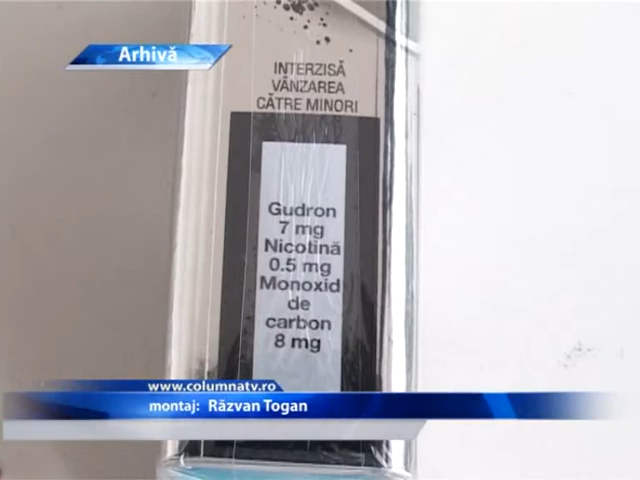 Arhivă
INTERZISĂ
VÂNZAREA
CĂTRE MINORI
Gudron
7 mg
Nicotină
0.5 mg
Monoxid
de
carbon
8 mg
www.columnatv.ro
montaj: Răzvan Togan